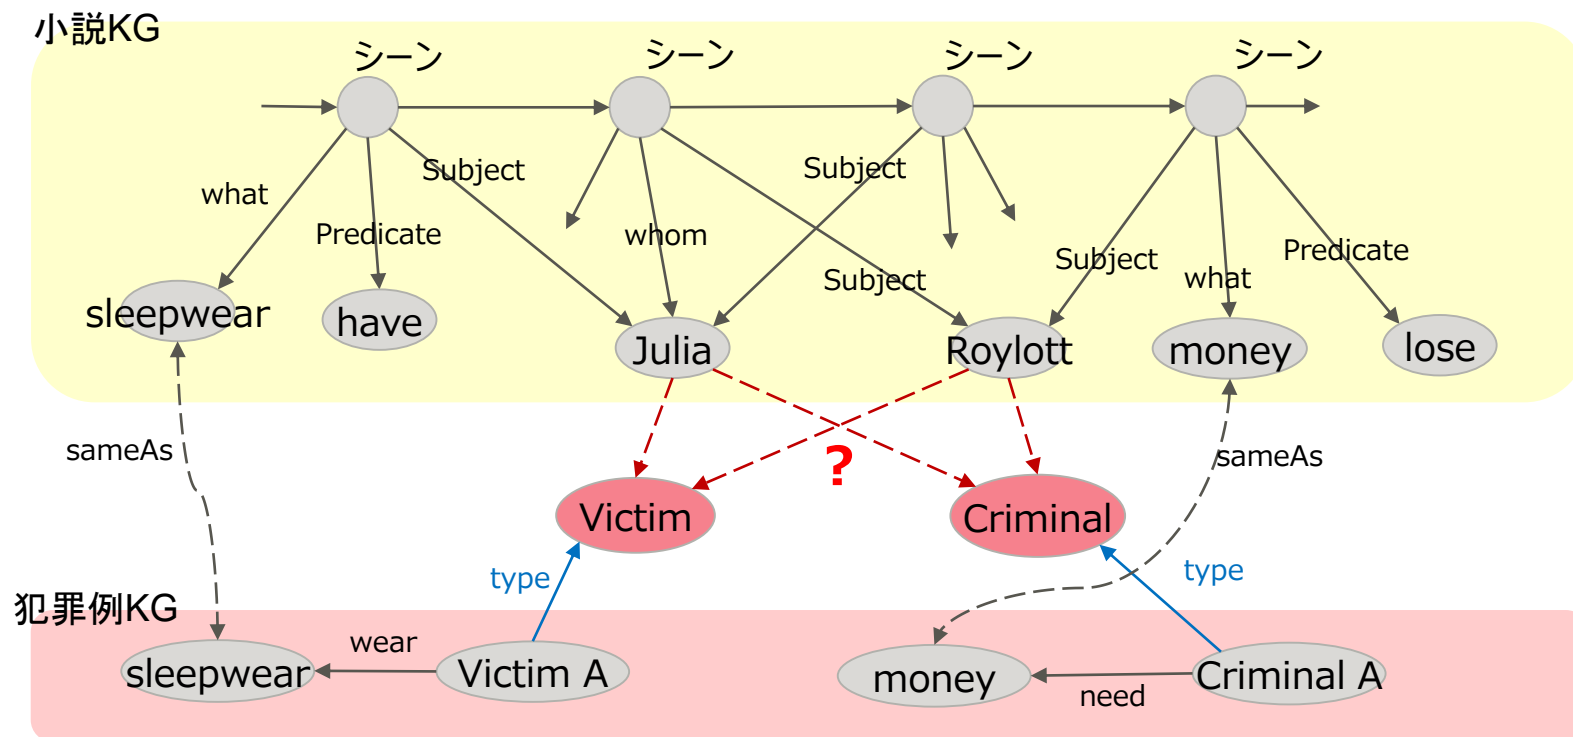 小説KG
シーン
シーン
シーン
シーン
Subject
Subject
what
Predicate
whom
Subject
Subject
what
Predicate
sleepwear
have
Julia
Roylott
money
lose
sameAs
?
sameAs
Victim
Criminal
type
type
犯罪例KG
wear
sleepwear
Victim A
money
need
Criminal A